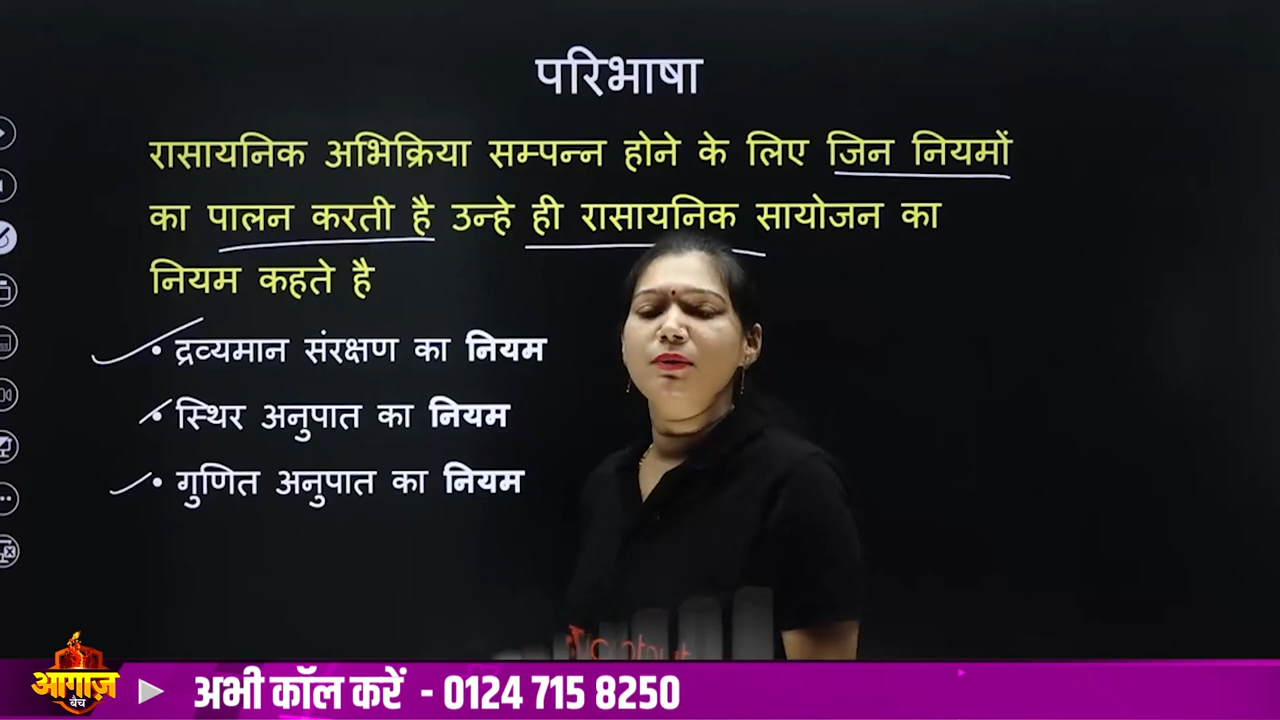 परिभाषा
रासायनिक अभिक्रिया सम्पन्न होने के लिए जिन नियमों
का पालन करती है उन्हे ही रासायनिक सायोजन का
नियम कहते है
• द्रव्यमान संरक्षण का नियम
• स्थिर अनुपात का नियम
• गुणित अनुपात का नियम
आगाज़
बैच
अभी कॉल करें - 0124 715 8250